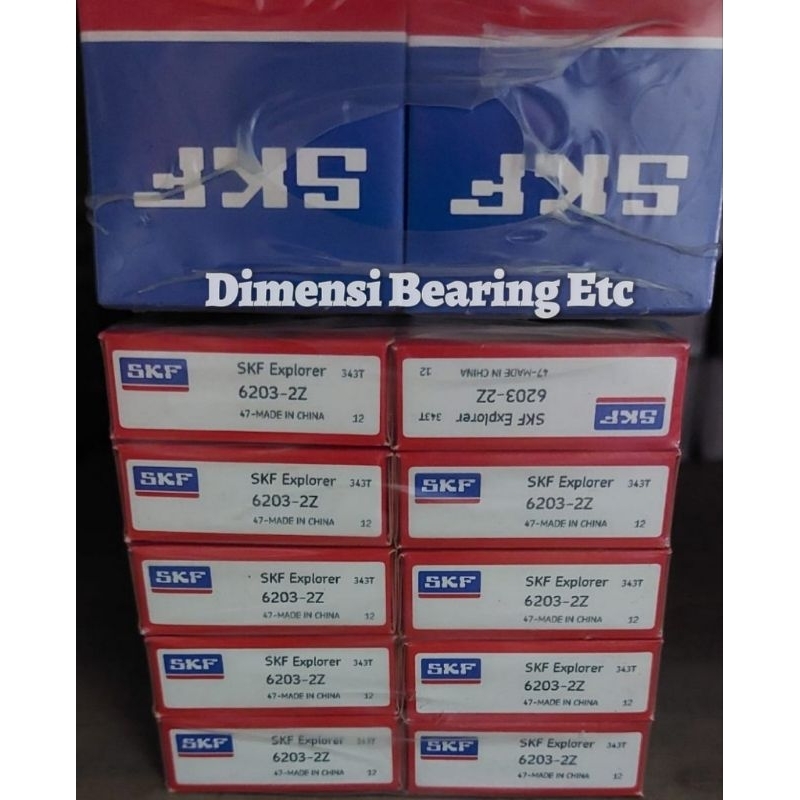 SKF
SKF
Dimensi Bearing Etc
SKF
SKF Explorer 343T
6203-2Z
47-MADE IN CHINA 12
SKF
SKF Explorer 343T
6203-2Z
47-MADE IN CHINA 12
SKF
SKF Explorer 343T
6203-2Z
47-MADE IN CHINA 12
SKF
SKF Explorer 343T
6203-2Z
47-MADE IN CHINA 12
SKF
SKF Explorer 343T
6203-2Z
47-MADE IN CHINA 12
SKF
SKF Explorer 343T
6203-2Z
47-MADE IN CHINA 12
SKF
SKF Explorer 343T
6203-2Z
47-MADE IN CHINA 12
SKF
SKF Explorer 343T
6203-2Z
47-MADE IN CHINA 12
SKF
SKF Explorer 343T
6203-2Z
47-MADE IN CHINA 12
SKF
SKF Explorer 343T
6203-2Z
47-MADE IN CHINA 12